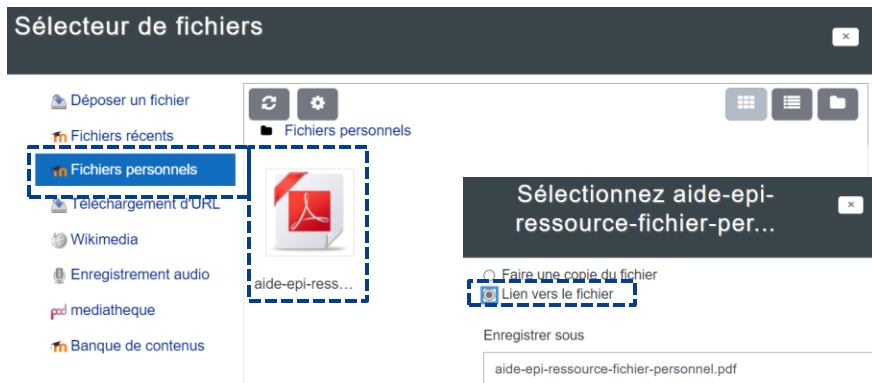 Sélecteur de fichiers
Déposer un fichier
Fichiers récents
Fichiers personnels
Téléchargement d'URL
Wikimedia
Enregistrement audio
pod mediatheque
Banque de contenus
Fichiers personnels
aide-epi-ress...
Sélectionnez aide-epi-
ressource-fichier-per...
Faire une copie du fichier
Lien vers le fichier
Enregistrer sous
aide-epi-ressource-fichier-personnel.pdf